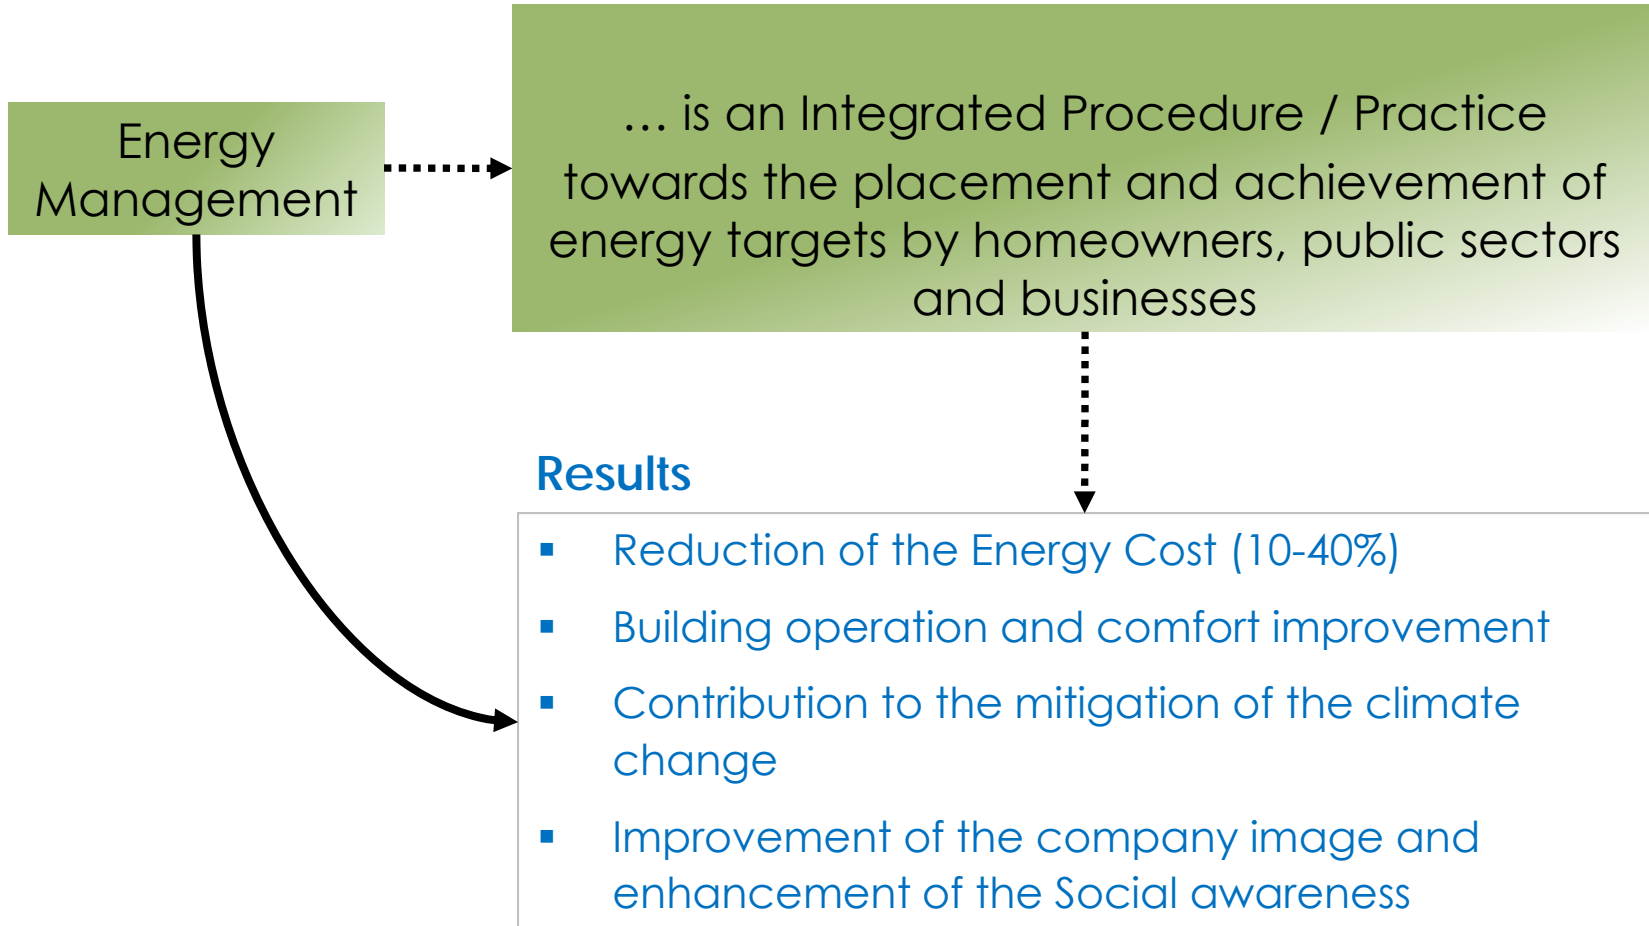 Energy
Management
... is an Integrated Procedure / Practice
towards the placement and achievement of
energy targets by homeowners, public sectors
and businesses
Results
▪ Reduction of the Energy Cost (10-40%)
▪ Building operation and comfort improvement
▪ Contribution to the mitigation of the climate
change
▪ Improvement of the company image and
enhancement of the Social awareness